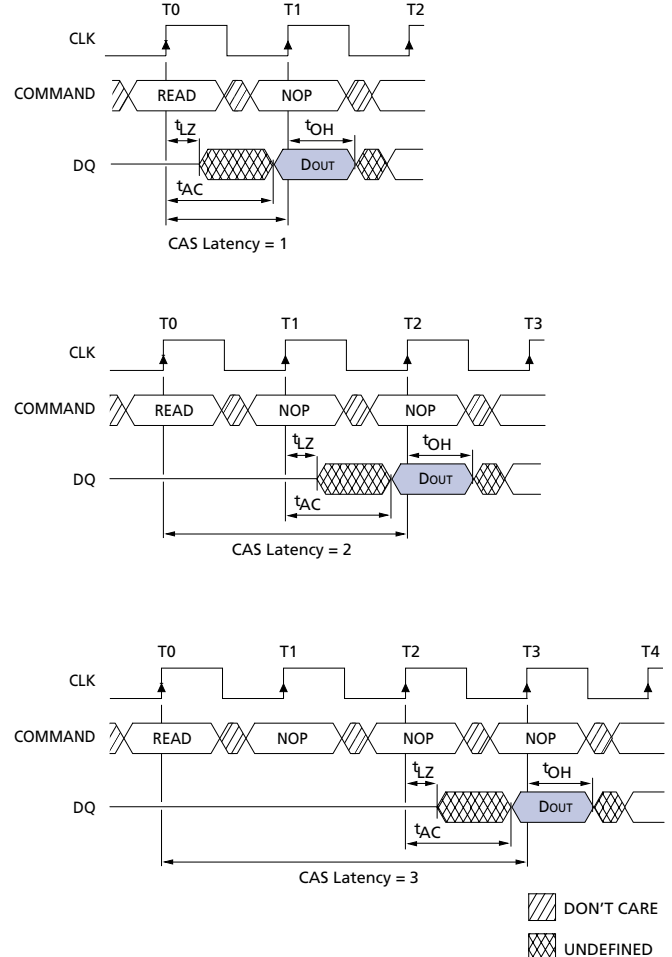 T0 T1 T2
CLK
COMMAND READ NOP
tLZ tOH
DQ DOUT
tAC
CAS Latency = 1
T0 T1 T2 T3
CLK
COMMAND READ NOP NOP
tLZ tOH
DQ DOUT
tAC
CAS Latency = 2
T0 T1 T2 T3 T4
CLK
COMMAND READ NOP NOP NOP
tLZ tOH
DQ DOUT
tAC
CAS Latency = 3
DON'T CARE
UNDEFINED